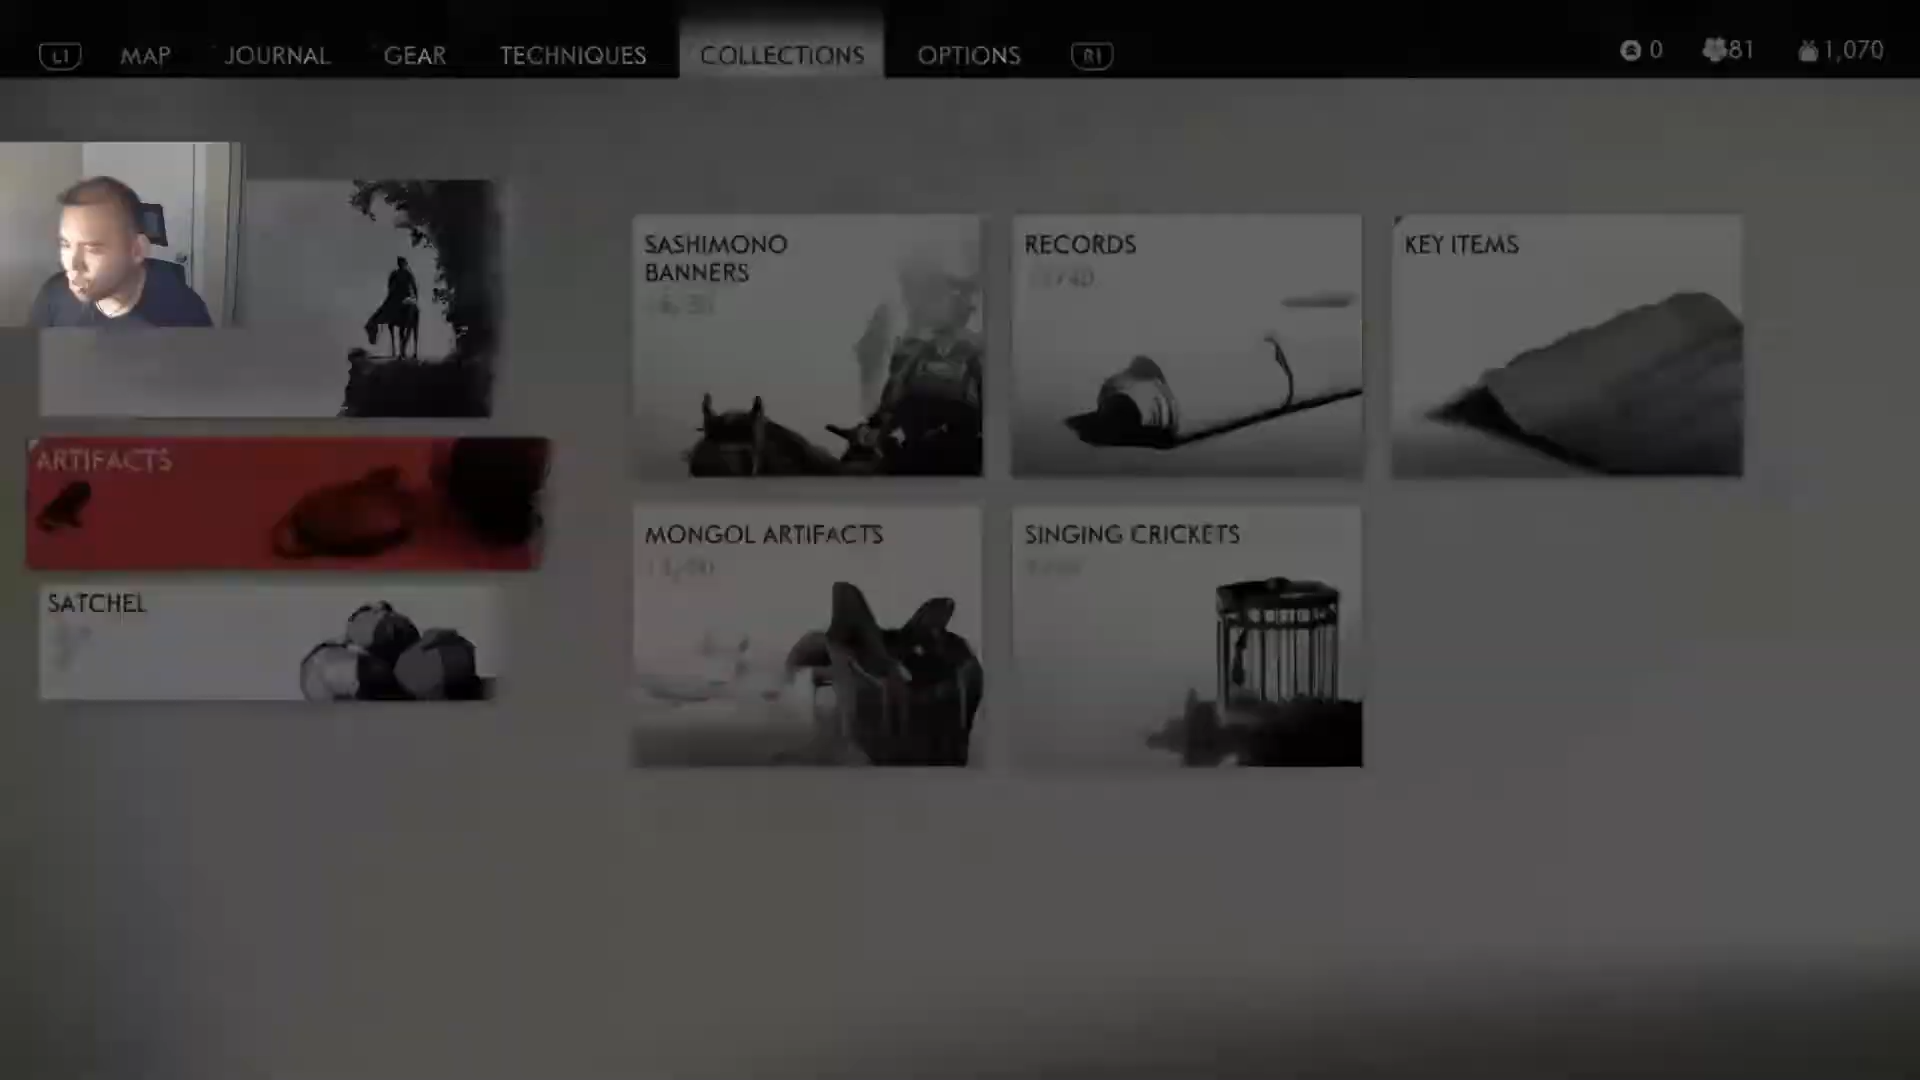 L1 MAP JOURNAL GEAR TECHNIQUES COLLECTIONS OPTIONS R1 0 81 1,070
ARTIFACTS
SATCHEL
SASHIMONO
BANNERS
RECORDS
KEY ITEMS
MONGOL ARTIFACTS
SINGING CRICKETS